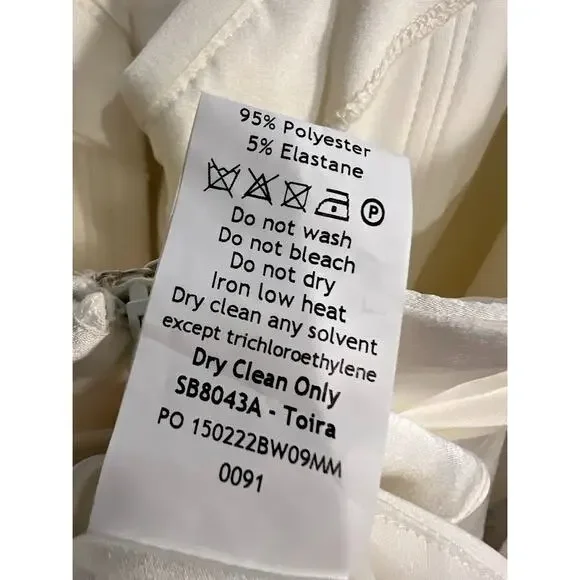 95% Polyester
5% Elastane
P
Do not wash
Do not bleach
Do not dry
Iron low heat
Dry clean any solvent
except trichloroethylene
Dry Clean Only
SB8043A - Toira
PO 150222BW09MM
0091